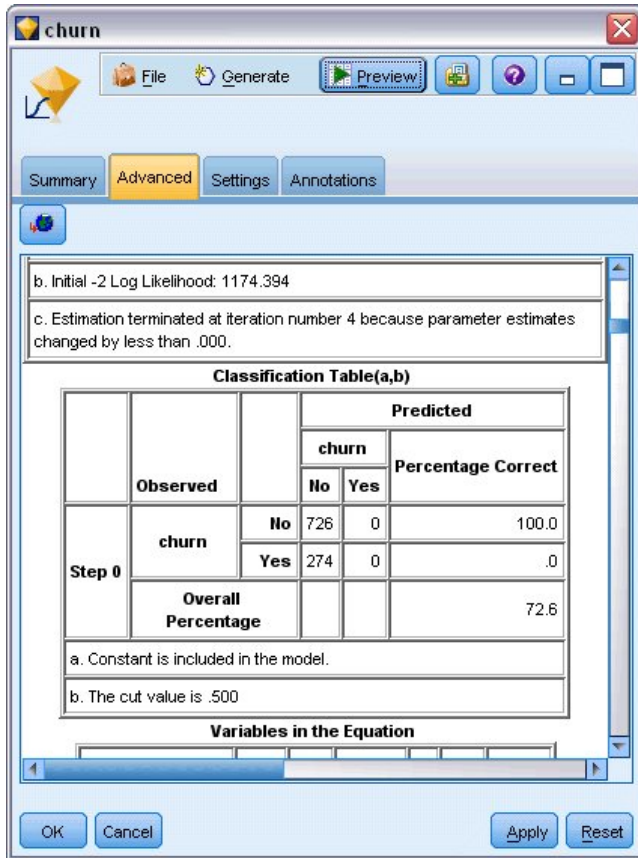 churn
File Generate Preview
Summary Advanced Settings Annotations
b. Initial -2 Log Likelihood: 1174.394
c. Estimation terminated at iteration number 4 because parameter estimates
changed by less than .000.
Classification Table(a,b)
Predicted
churn
Percentage Correct
Observed No Yes
Step 0 churn No 726 0 100.0
Yes 274 0 .0
Overall
Percentage 72.6
a. Constant is included in the model.
b. The cut value is .500
Variables in the Equation
OK Cancel Apply Reset